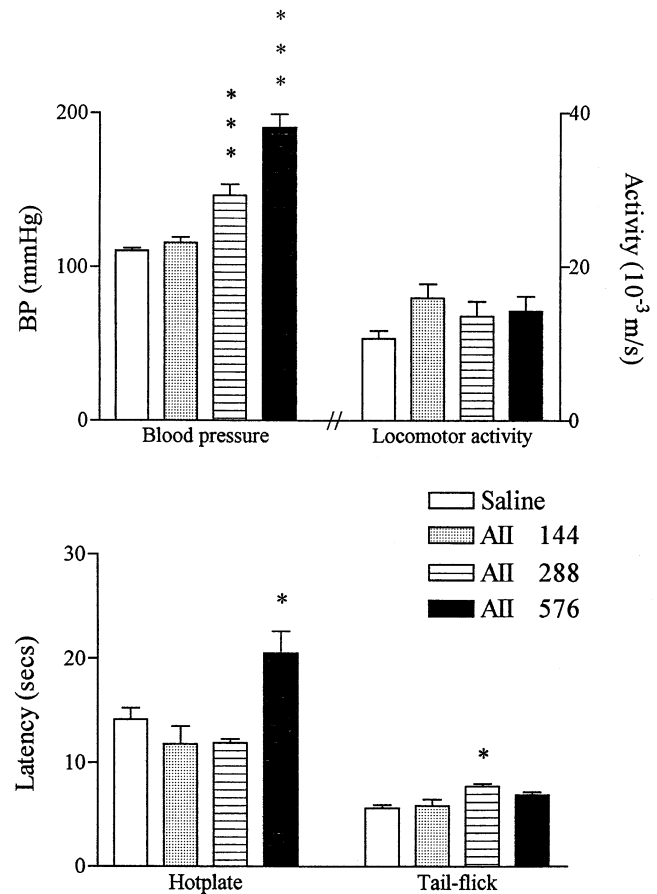 * *
* *
* *
200
100
0
BP (mmHg)
40
20
0
Activity (10⁻³ m/s)
Blood pressure // Locomotor activity
Saline
AII 144
AII 288
AII 576
30
20
10
0
Latency (secs)
*
*
Hotplate Tail-flick